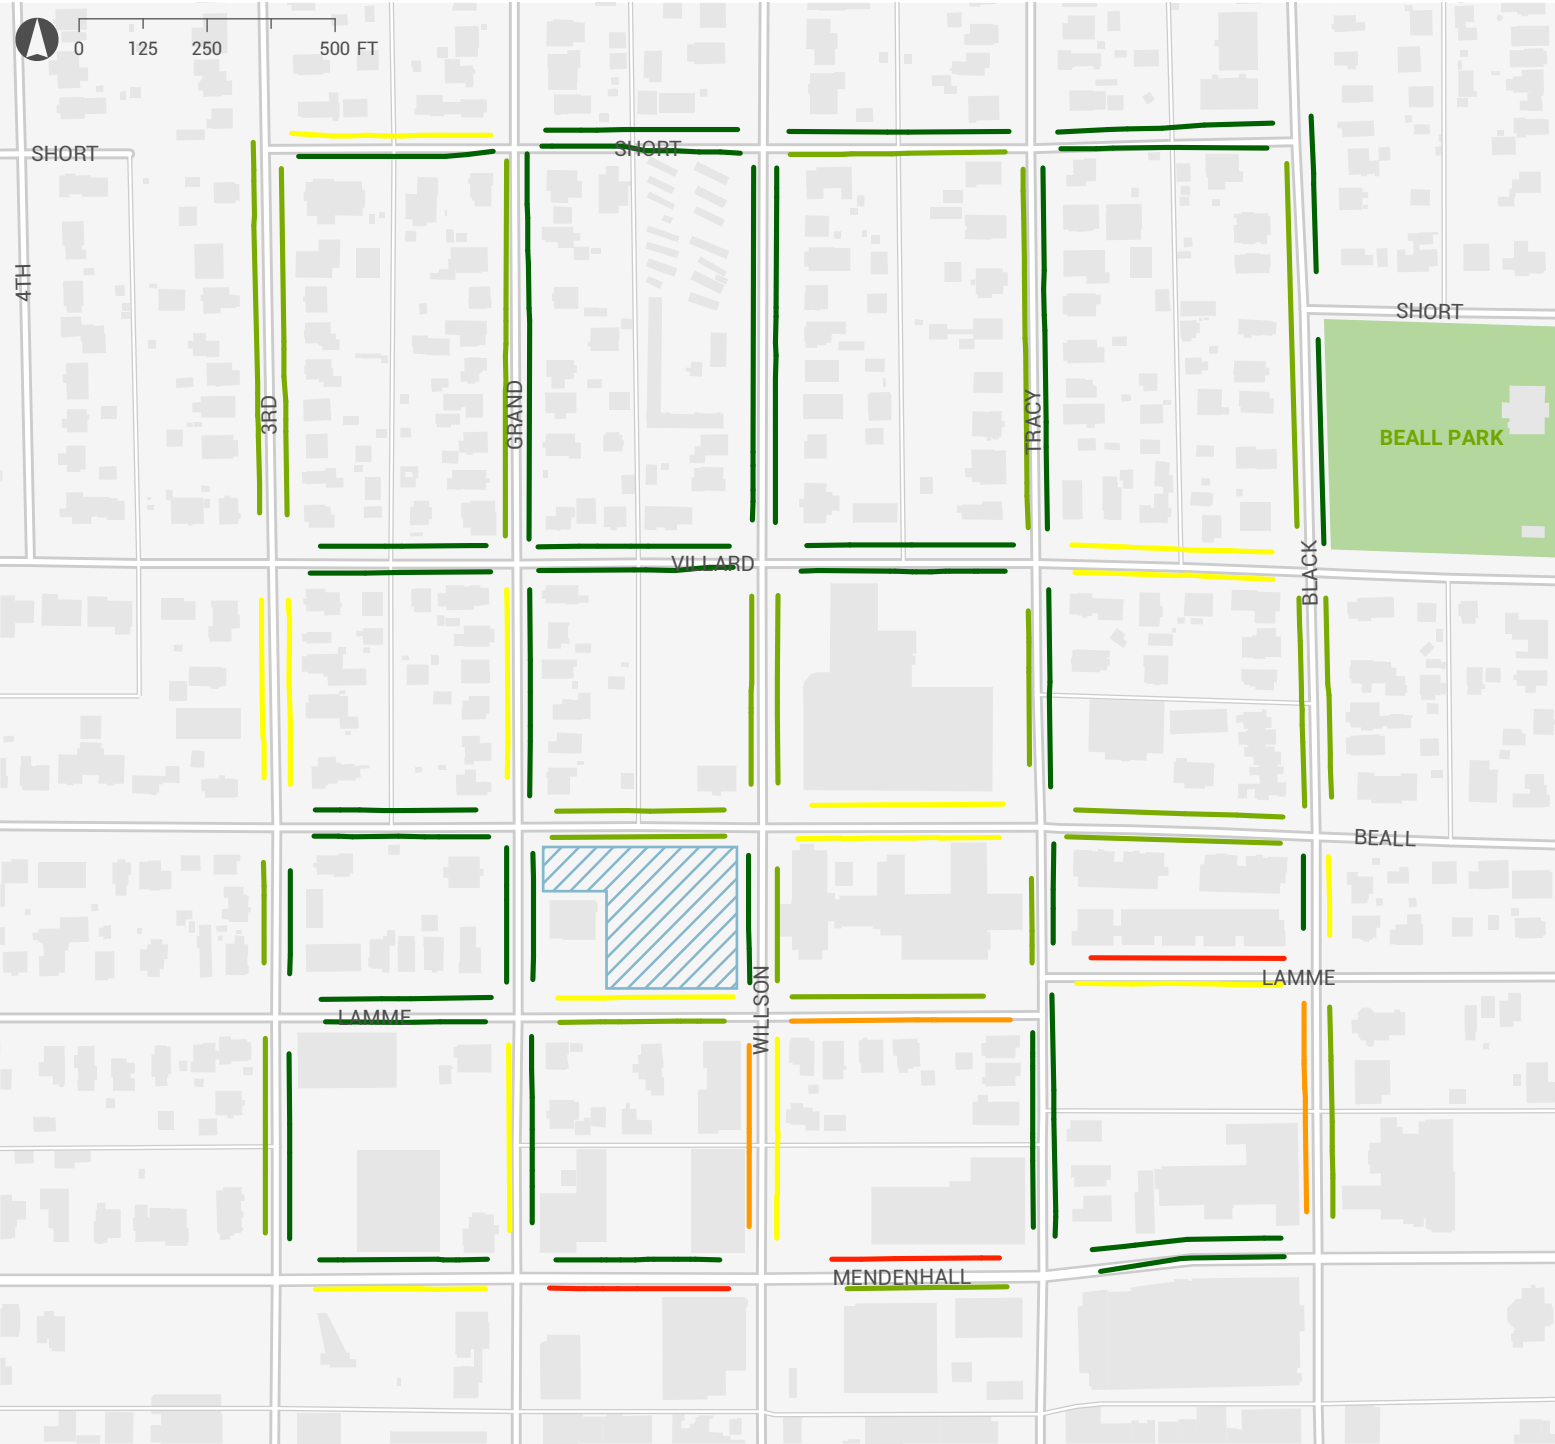 0 125 250 500 FT
SHORT
SHORT
4TH
SHORT
3RD
GRAND
TRACY
BEALL PARK
VILLARD
BLACK
BEALL
WILLSON
LAMME
LAMME
MENDENHALL